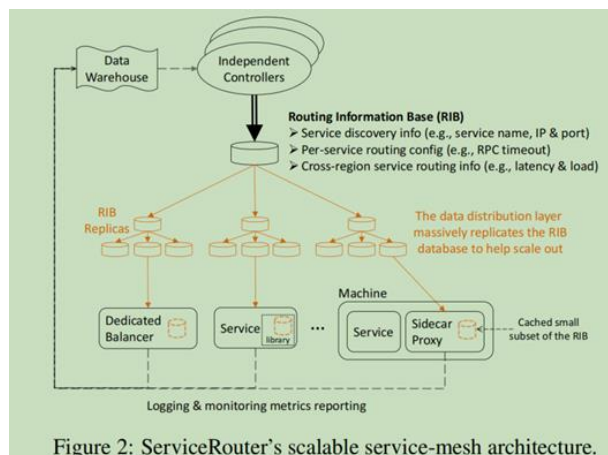 Data
Warehouse
Independent
Controllers
Routing Information Base (RIB)
➢ Service discovery info (e.g., service name, IP & port)
➢ Per-service routing config (e.g., RPC timeout)
➢ Cross-region service routing info (e.g., latency & load)
RIB
Replicas
The data distribution layer
massively replicates the RIB
database to help scale out
Machine
Dedicated
Balancer
Service
library
...
Service
Sidecar
Proxy
Cached small
subset of the RIB
Logging & monitoring metrics reporting
Figure 2: ServiceRouter's scalable service-mesh architecture.